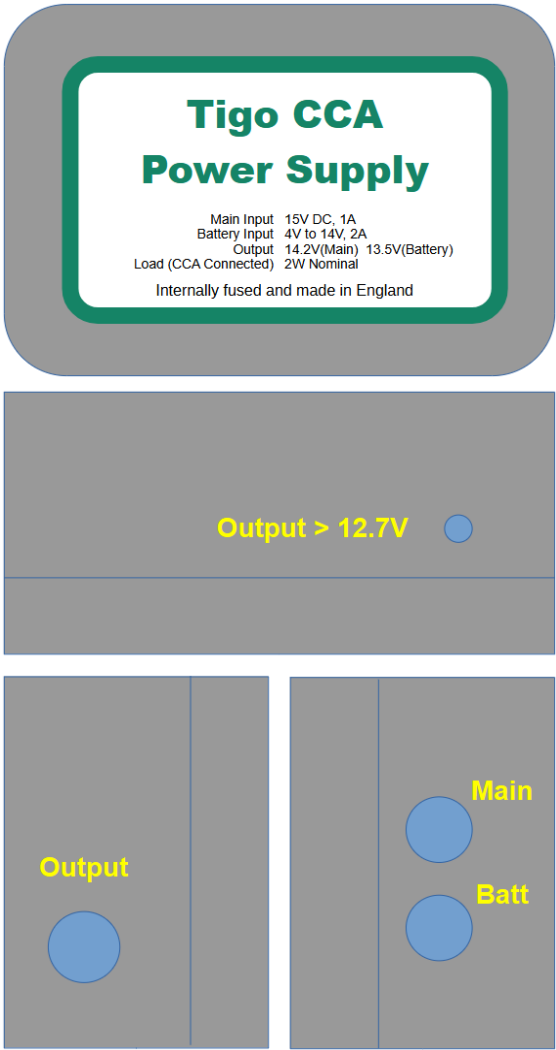 Tigo CCA
Power Supply
Main Input 15V DC, 1A
Battery Input 4V to 14V, 2A
Output 14.2V(Main) 13.5V(Battery)
Load (CCA Connected) 2W Nominal
Internally fused and made in England
Output > 12.7V
Output
Main
Batt